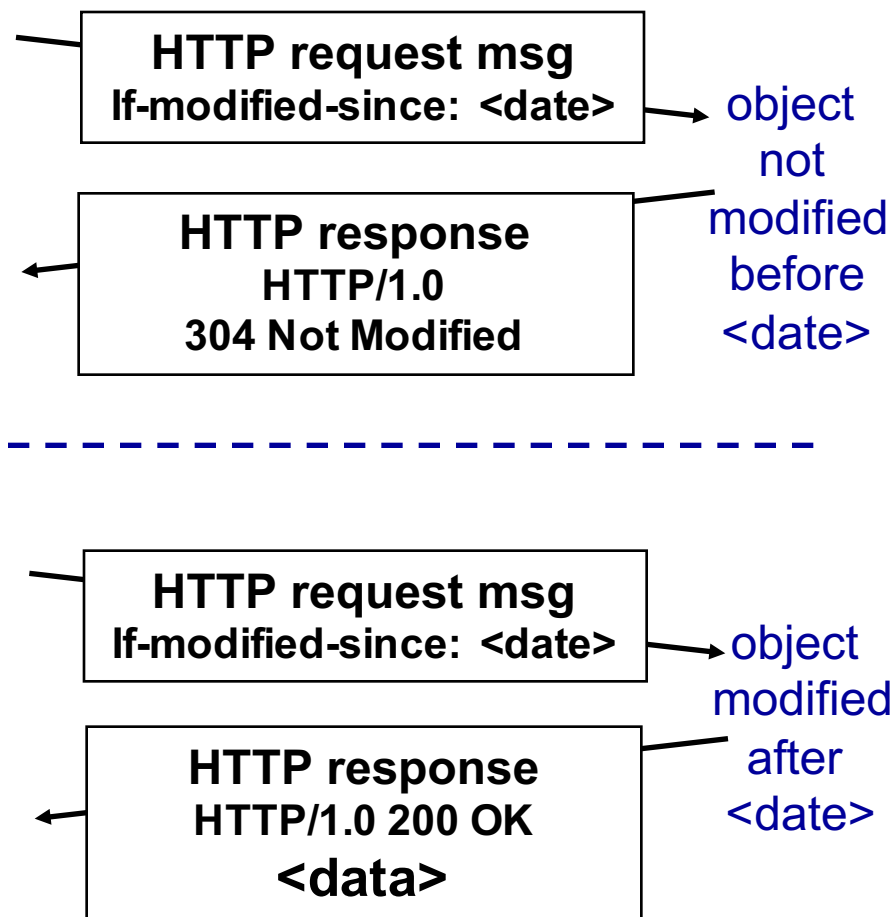 HTTP request msg
If-modified-since: <date>
object
not
modified
before
<date>
HTTP response
HTTP/1.0
304 Not Modified
HTTP request msg
If-modified-since: <date>
object
modified
after
<date>
HTTP response
HTTP/1.0 200 OK
<data>